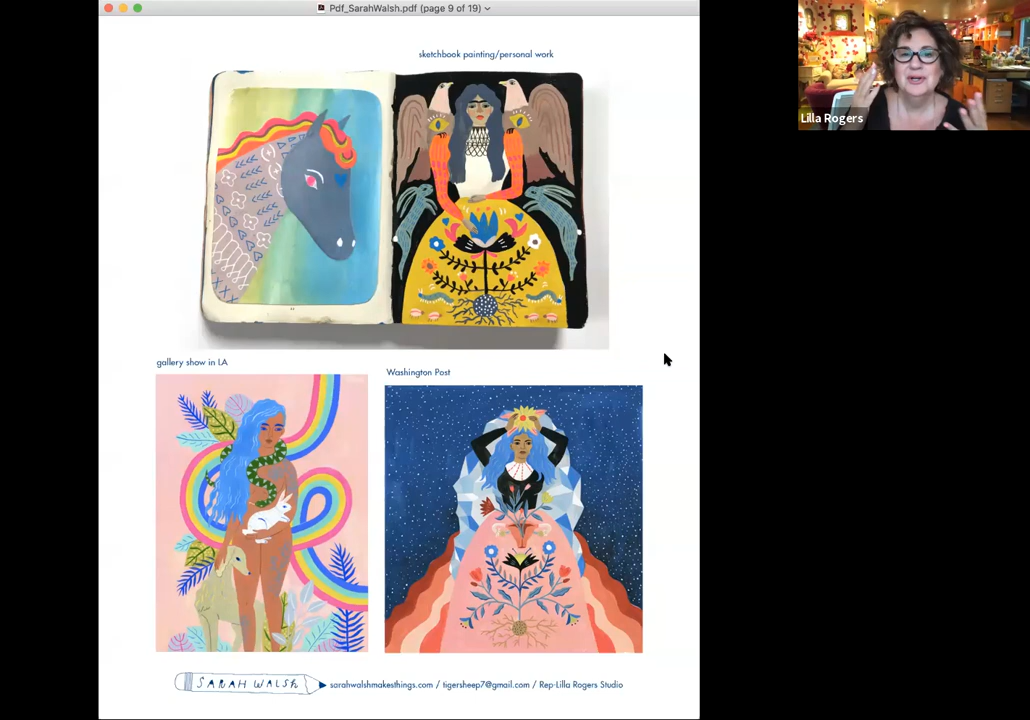 Pdf_SarahWalsh.pdf (page 9 of 19)
sketchbook painting/personal work
Lilla Rogers
gallery show in LA
Washington Post
SARAH WALSH
sarahwalshmakesthings.com / tigersheep7@gmail.com / Rep-Lilla Rogers Studio